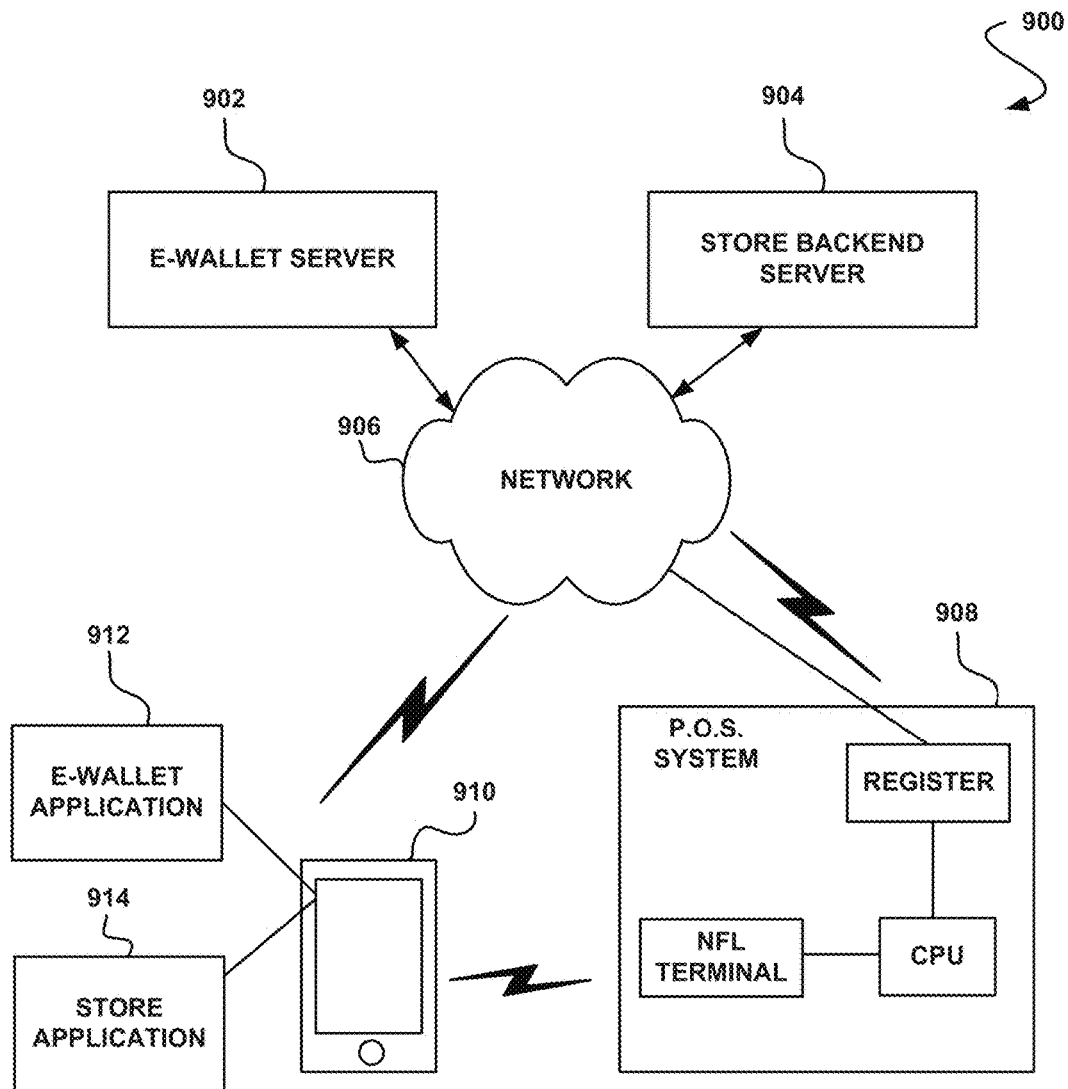 900
902
904
E-WALLET SERVER
STORE BACKEND
SERVER
906
NETWORK
908
912
P.O.S.
SYSTEM
REGISTER
E-WALLET
APPLICATION
910
914
NFL
TERMINAL
CPU
STORE
APPLICATION